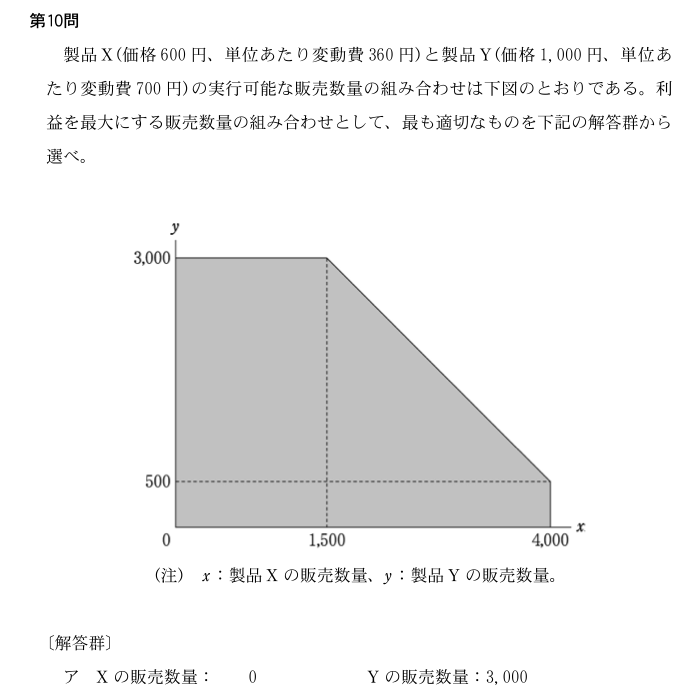 第10問
製品X(価格600円、単位あたり変動費360円)と製品Y(価格1,000円、単位あ
たり変動費700円)の実行可能な販売数量の組み合わせは下図のとおりである。利
益を最大にする販売数量の組み合わせとして、最も適切なものを下記の解答群から
選べ。
y
3,000
500
0 1,500 4,000 x
(注) x:製品Xの販売数量、y:製品Yの販売数量。
〔解答群〕
ア Xの販売数量: 0 Yの販売数量:3,000